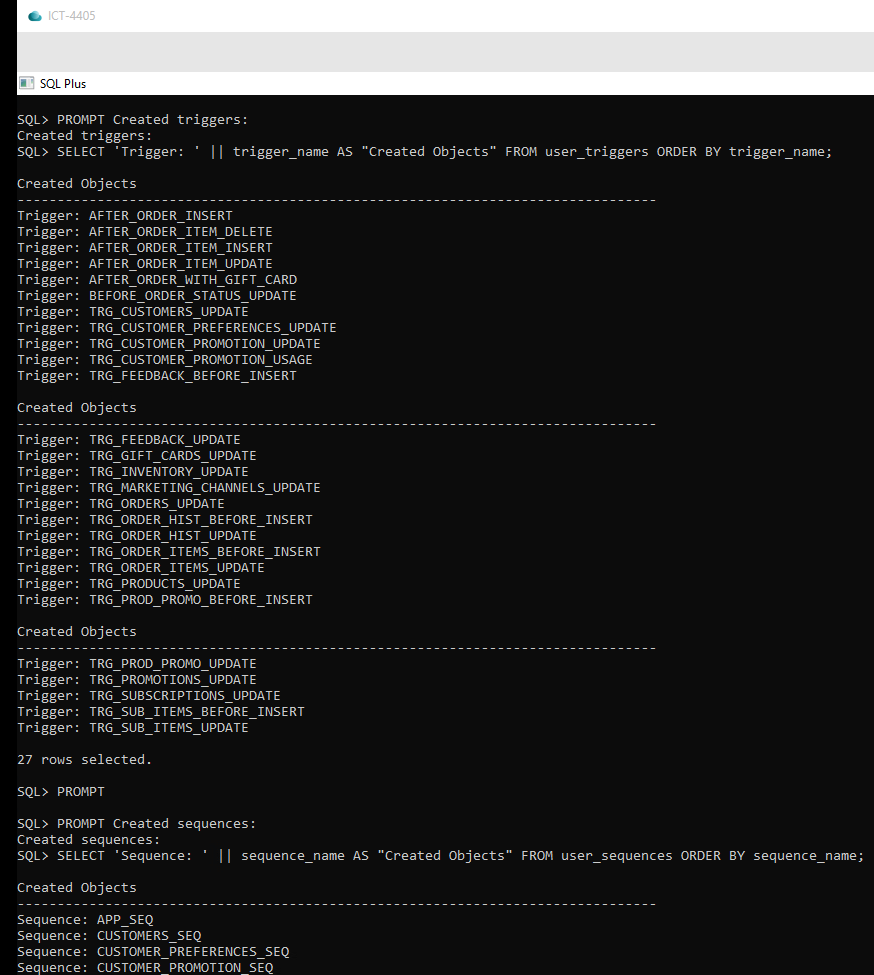 ICT-4405
SQL Plus
SQL> PROMPT Created triggers:
Created triggers:
SQL> SELECT 'Trigger: ' || trigger_name AS "Created Objects" FROM user_triggers ORDER BY trigger_name;
Created Objects
--------------------------------------------------------------------------------
Trigger: AFTER_ORDER_INSERT
Trigger: AFTER_ORDER_ITEM_DELETE
Trigger: AFTER_ORDER_ITEM_INSERT
Trigger: AFTER_ORDER_ITEM_UPDATE
Trigger: AFTER_ORDER_WITH_GIFT_CARD
Trigger: BEFORE_ORDER_STATUS_UPDATE
Trigger: TRG_CUSTOMERS_UPDATE
Trigger: TRG_CUSTOMER_PREFERENCES_UPDATE
Trigger: TRG_CUSTOMER_PROMOTION_UPDATE
Trigger: TRG_CUSTOMER_PROMOTION_USAGE
Trigger: TRG_FEEDBACK_BEFORE_INSERT
Created Objects
--------------------------------------------------------------------------------
Trigger: TRG_FEEDBACK_UPDATE
Trigger: TRG_GIFT_CARDS_UPDATE
Trigger: TRG_INVENTORY_UPDATE
Trigger: TRG_MARKETING_CHANNELS_UPDATE
Trigger: TRG_ORDERS_UPDATE
Trigger: TRG_ORDER_HIST_BEFORE_INSERT
Trigger: TRG_ORDER_HIST_UPDATE
Trigger: TRG_ORDER_ITEMS_BEFORE_INSERT
Trigger: TRG_ORDER_ITEMS_UPDATE
Trigger: TRG_PRODUCTS_UPDATE
Trigger: TRG_PROD_PROMO_BEFORE_INSERT
Created Objects
--------------------------------------------------------------------------------
Trigger: TRG_PROD_PROMO_UPDATE
Trigger: TRG_PROMOTIONS_UPDATE
Trigger: TRG_SUBSCRIPTIONS_UPDATE
Trigger: TRG_SUB_ITEMS_BEFORE_INSERT
Trigger: TRG_SUB_ITEMS_UPDATE
27 rows selected.
SQL> PROMPT
SQL> PROMPT Created sequences:
Created sequences:
SQL> SELECT 'Sequence: ' || sequence_name AS "Created Objects" FROM user_sequences ORDER BY sequence_name;
Created Objects
--------------------------------------------------------------------------------
Sequence: APP_SEQ
Sequence: CUSTOMERS_SEQ
Sequence: CUSTOMER_PREFERENCES_SEQ
Sequence: CUSTOMER_PROMOTION_SEQ